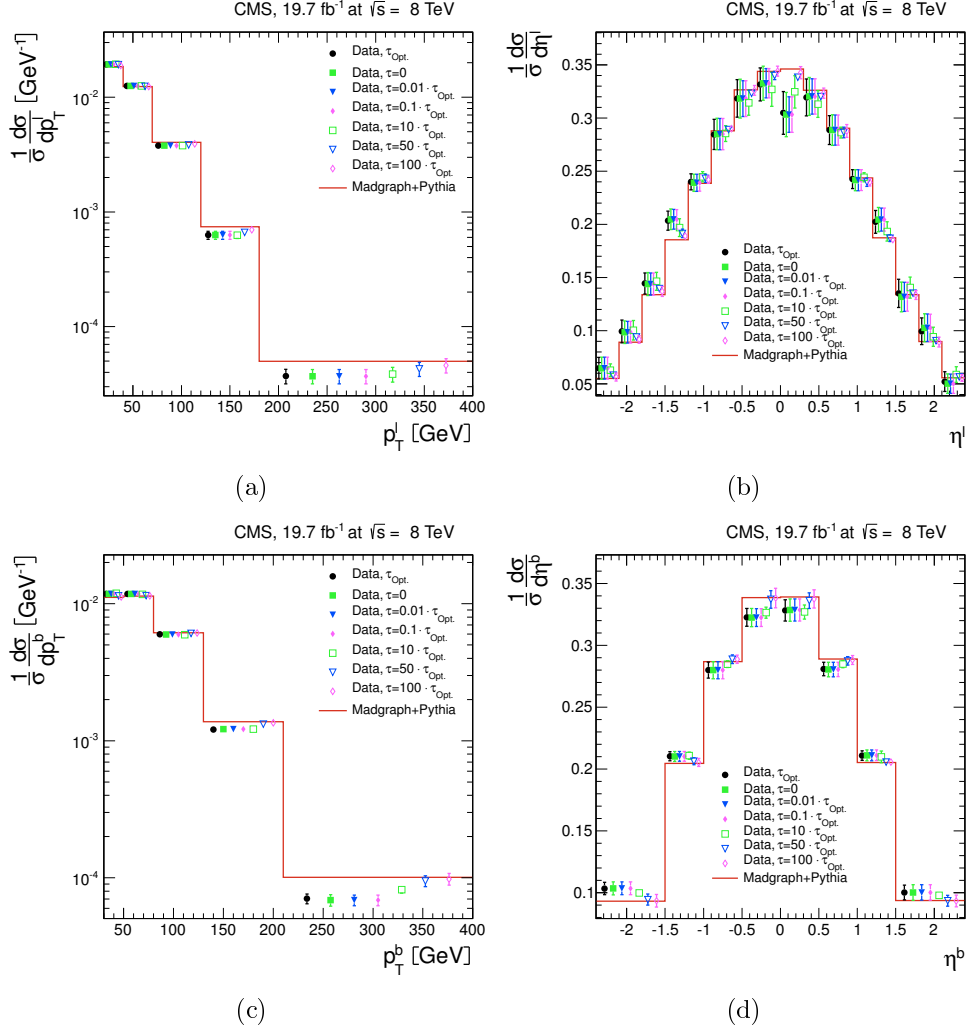 CMS, 19.7 fb⁻¹ at √s = 8 TeV
1/σ dσ/dp_T^l [GeV⁻¹]
10⁻²
10⁻³
10⁻⁴
Data, τ_Opt.
Data, τ=0
Data, τ=0.01 · τ_Opt.
Data, τ=0.1 · τ_Opt.
Data, τ=10 · τ_Opt.
Data, τ=50 · τ_Opt.
Data, τ=100 · τ_Opt.
Madgraph+Pythia
50 100 150 200 250 300 350 400
p_T^l [GeV]
(a)
CMS, 19.7 fb⁻¹ at √s = 8 TeV
1/σ dσ/dη^l
0.35
0.3
0.25
0.2
0.15
0.1
0.05
Data, τ_Opt.
Data, τ=0
Data, τ=0.01 · τ_Opt.
Data, τ=0.1 · τ_Opt.
Data, τ=10 · τ_Opt.
Data, τ=50 · τ_Opt.
Data, τ=100 · τ_Opt.
Madgraph+Pythia
-2 -1.5 -1 -0.5 0 0.5 1 1.5 2
η^l
(b)
CMS, 19.7 fb⁻¹ at √s = 8 TeV
1/σ dσ/dp_T^b [GeV⁻¹]
10⁻²
10⁻³
10⁻⁴
Data, τ_Opt.
Data, τ=0
Data, τ=0.01 · τ_Opt.
Data, τ=0.1 · τ_Opt.
Data, τ=10 · τ_Opt.
Data, τ=50 · τ_Opt.
Data, τ=100 · τ_Opt.
Madgraph+Pythia
50 100 150 200 250 300 350 400
p_T^b [GeV]
(c)
CMS, 19.7 fb⁻¹ at √s = 8 TeV
1/σ dσ/dη^b
0.35
0.3
0.25
0.2
0.15
0.1
Data, τ_Opt.
Data, τ=0
Data, τ=0.01 · τ_Opt.
Data, τ=0.1 · τ_Opt.
Data, τ=10 · τ_Opt.
Data, τ=50 · τ_Opt.
Data, τ=100 · τ_Opt.
Madgraph+Pythia
-2 -1.5 -1 -0.5 0 0.5 1 1.5 2
η^b
(d)